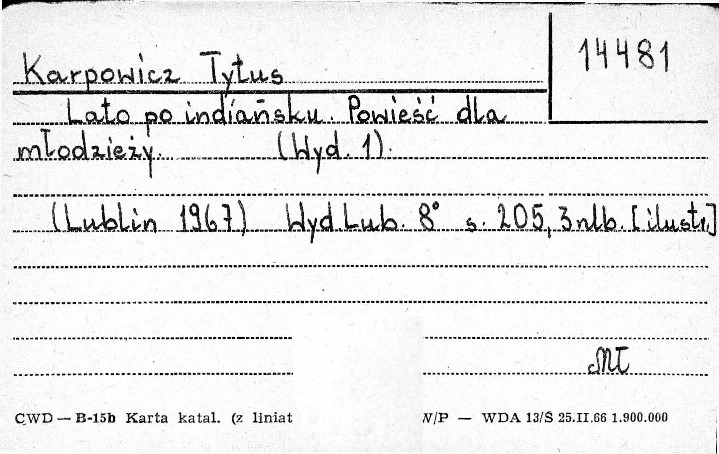 14481
Karpowicz Tytus
Lato po indiańsku. Powieść dla
młodzieży. (Wyd. 1).
(Lublin 1967) Wyd. Lub. 8° s. 205, 3 nlb. [ilustr.]
MŁ
CWD — B-15b Karta katal. (z liniat
W/P — WDA 13/S 25.II.66 1.900.000